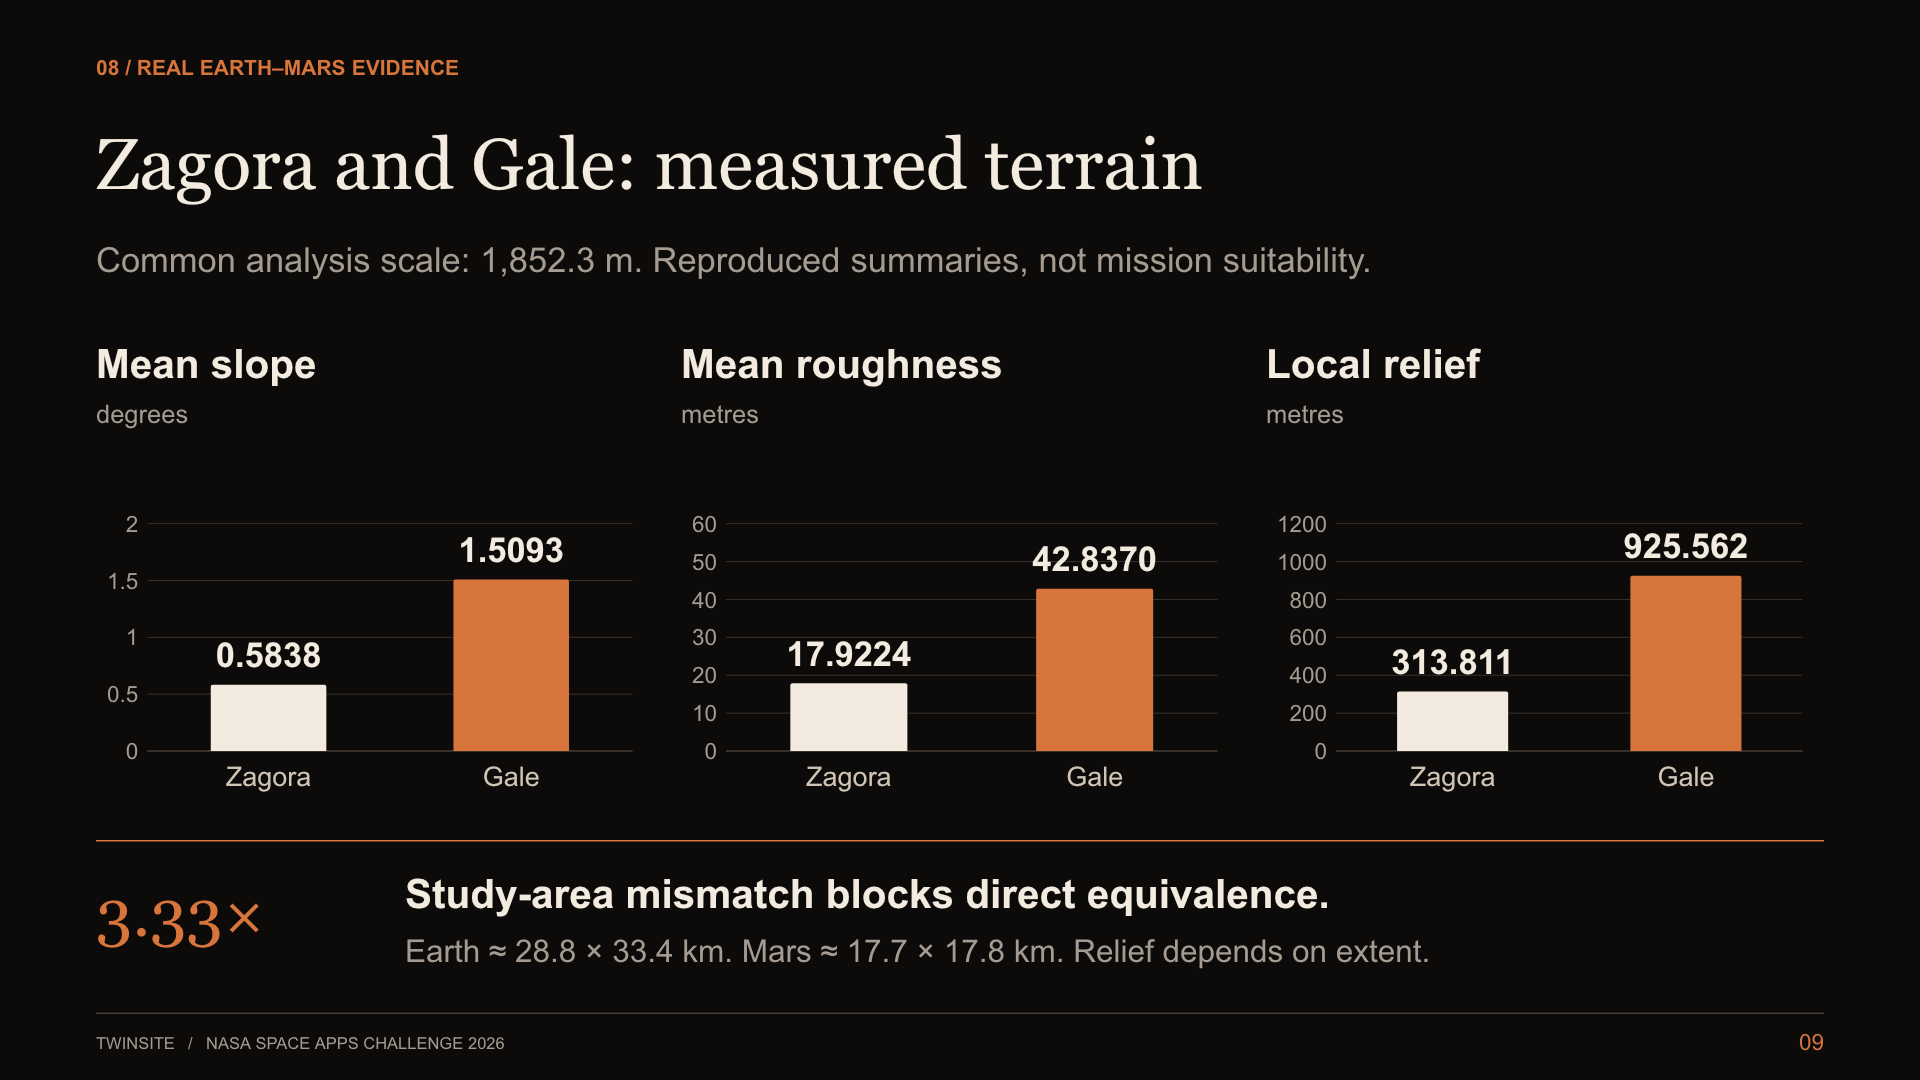 08 / REAL EARTH–MARS EVIDENCE
Zagora and Gale: measured terrain
Common analysis scale: 1,852.3 m. Reproduced summaries, not mission suitability.
Mean slope
degrees
2
1.5
1
0.5
0
0.5838
1.5093
Zagora
Gale
Mean roughness
metres
60
50
40
30
20
10
0
17.9224
42.8370
Zagora
Gale
Local relief
metres
1200
1000
800
600
400
200
0
313.811
925.562
Zagora
Gale
3.33×
Study-area mismatch blocks direct equivalence.
Earth ≈ 28.8 × 33.4 km. Mars ≈ 17.7 × 17.8 km. Relief depends on extent.
TWINSITE / NASA SPACE APPS CHALLENGE 2026
09